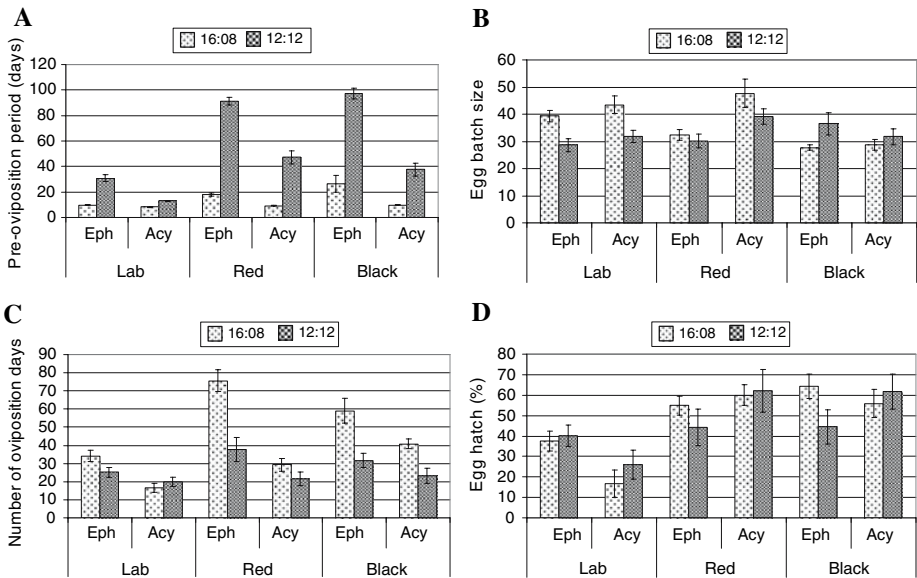 A
16:08 12:12
Pre-oviposition period (days)
120
100
80
60
40
20
0
Eph Acy Eph Acy Eph Acy
Lab Red Black
B
16:08 12:12
Egg batch size
60
50
40
30
20
10
0
Eph Acy Eph Acy Eph Acy
Lab Red Black
C
16:08 12:12
Number of oviposition days
90
80
70
60
50
40
30
20
10
0
Eph Acy Eph Acy Eph Acy
Lab Red Black
D
16:08 12:12
Egg hatch (%)
80
70
60
50
40
30
20
10
0
Eph Acy Eph Acy Eph Acy
Lab Red Black